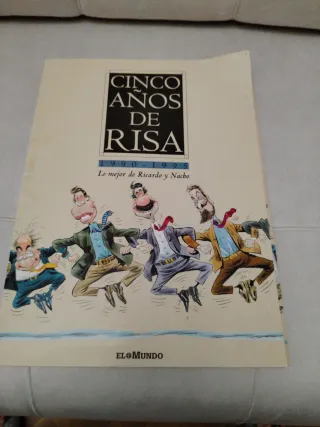 CINCO
AÑOS
DE
RISA
1990-1995
Lo mejor de Ricardo y Nacho
EL MUNDO